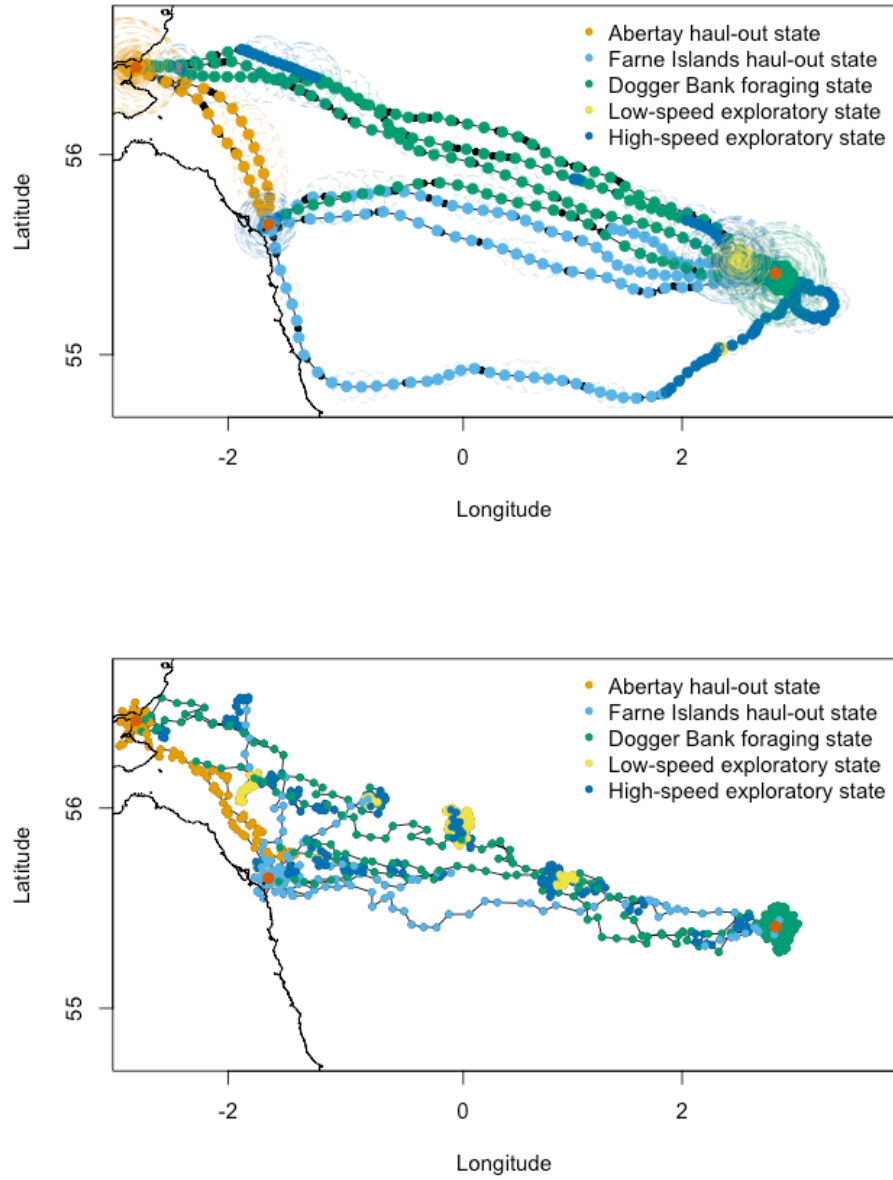 Abertay haul-out state
Farne Islands haul-out state
Dogger Bank foraging state
Low-speed exploratory state
High-speed exploratory state
56
55
Latitude
-2
0
2
Longitude
Abertay haul-out state
Farne Islands haul-out state
Dogger Bank foraging state
Low-speed exploratory state
High-speed exploratory state
56
55
Latitude
-2
0
2
Longitude